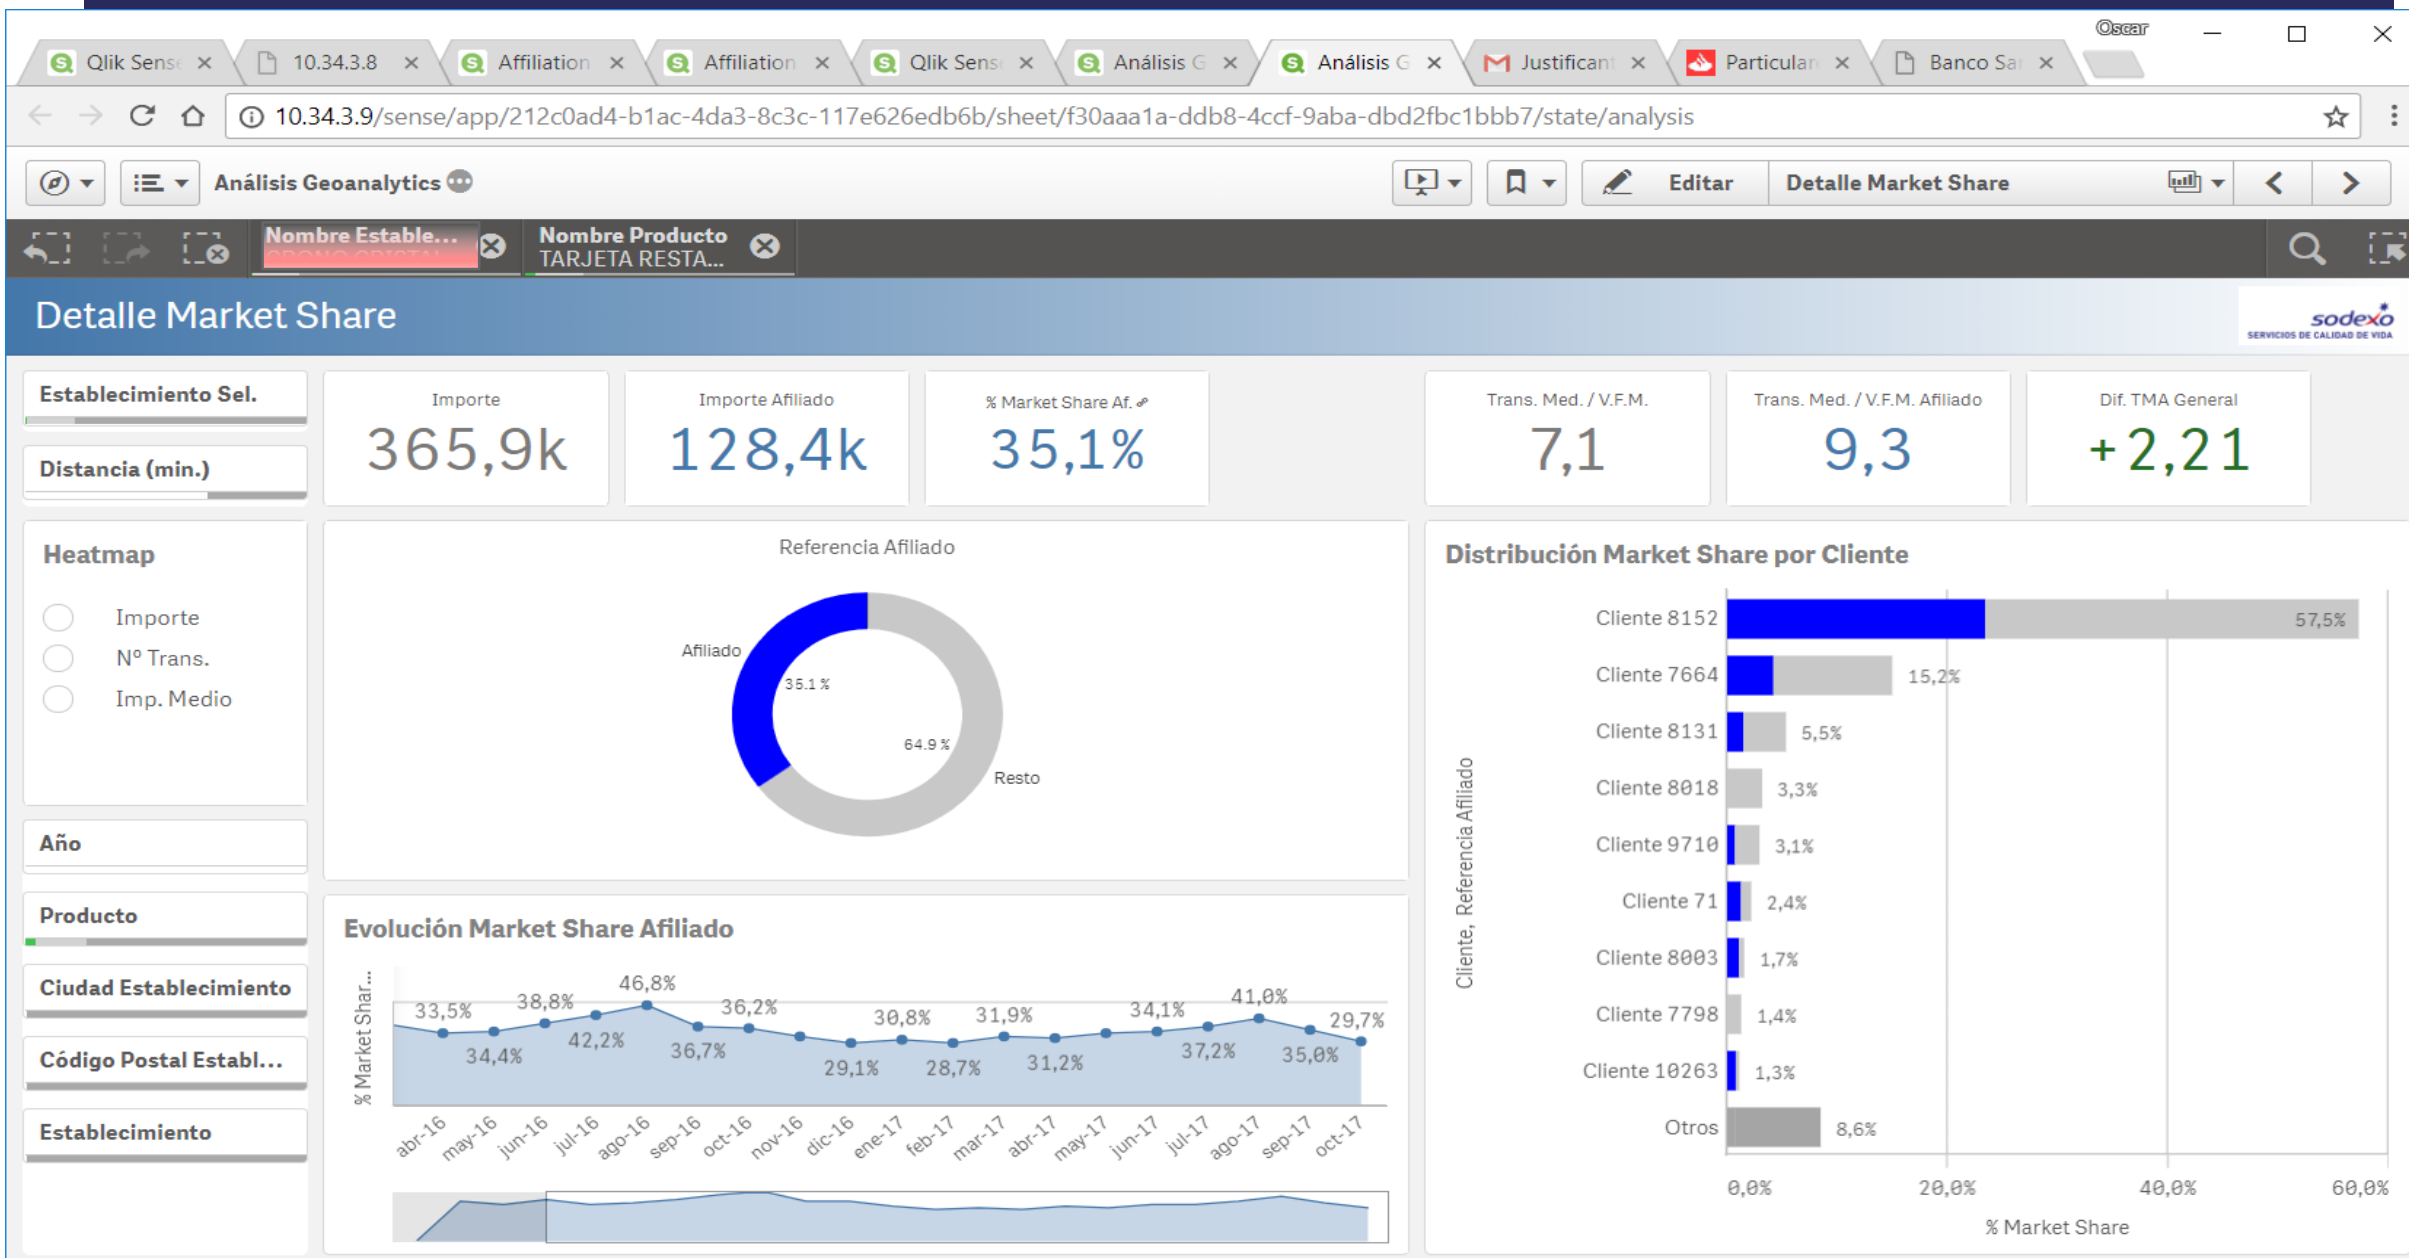 Oscar
Qlik Sens
10.34.3.8
Affiliation
Affiliation
Qlik Sens
Análisis G
Análisis G
Justificant
Particular
Banco Sa
10.34.3.9/sense/app/212c0ad4-b1ac-4da3-8c3c-117e626edb6b/sheet/f30aaa1a-ddb8-4ccf-9aba-dbd2fbc1bbb7/state/analysis
Análisis Geoanalytics
Editar
Detalle Market Share
Nombre Estable...
Nombre Producto
TARJETA RESTA...
Detalle Market Share
sodexo
SERVICIOS DE CALIDAD DE VIDA
Establecimiento Sel.
Distancia (min.)
Importe
365,9k
Importe Afiliado
128,4k
% Market Share Af.
35,1%
Trans. Med. / V.F.M.
7,1
Trans. Med. / V.F.M. Afiliado
9,3
Dif. TMA General
+2,21
Heatmap
Importe
Nº Trans.
Imp. Medio
Año
Producto
Ciudad Establecimiento
Código Postal Establ...
Establecimiento
Referencia Afiliado
Afiliado
35.1 %
64.9 %
Resto
Evolución Market Share Afiliado
% Market Shar...
33,5%
34,4%
38,8%
42,2%
46,8%
36,7%
36,2%
29,1%
30,8%
28,7%
31,9%
31,2%
34,1%
37,2%
41,0%
35,0%
29,7%
abr-16
may-16
jun-16
jul-16
ago-16
sep-16
oct-16
nov-16
dic-16
ene-17
feb-17
mar-17
abr-17
may-17
jun-17
jul-17
ago-17
sep-17
oct-17
Distribución Market Share por Cliente
Cliente, Referencia Afiliado
Cliente 8152
57,5%
Cliente 7664
15,2%
Cliente 8131
5,5%
Cliente 8018
3,3%
Cliente 9710
3,1%
Cliente 71
2,4%
Cliente 8003
1,7%
Cliente 7798
1,4%
Cliente 10263
1,3%
Otros
8,6%
0,0%
20,0%
40,0%
60,0%
% Market Share